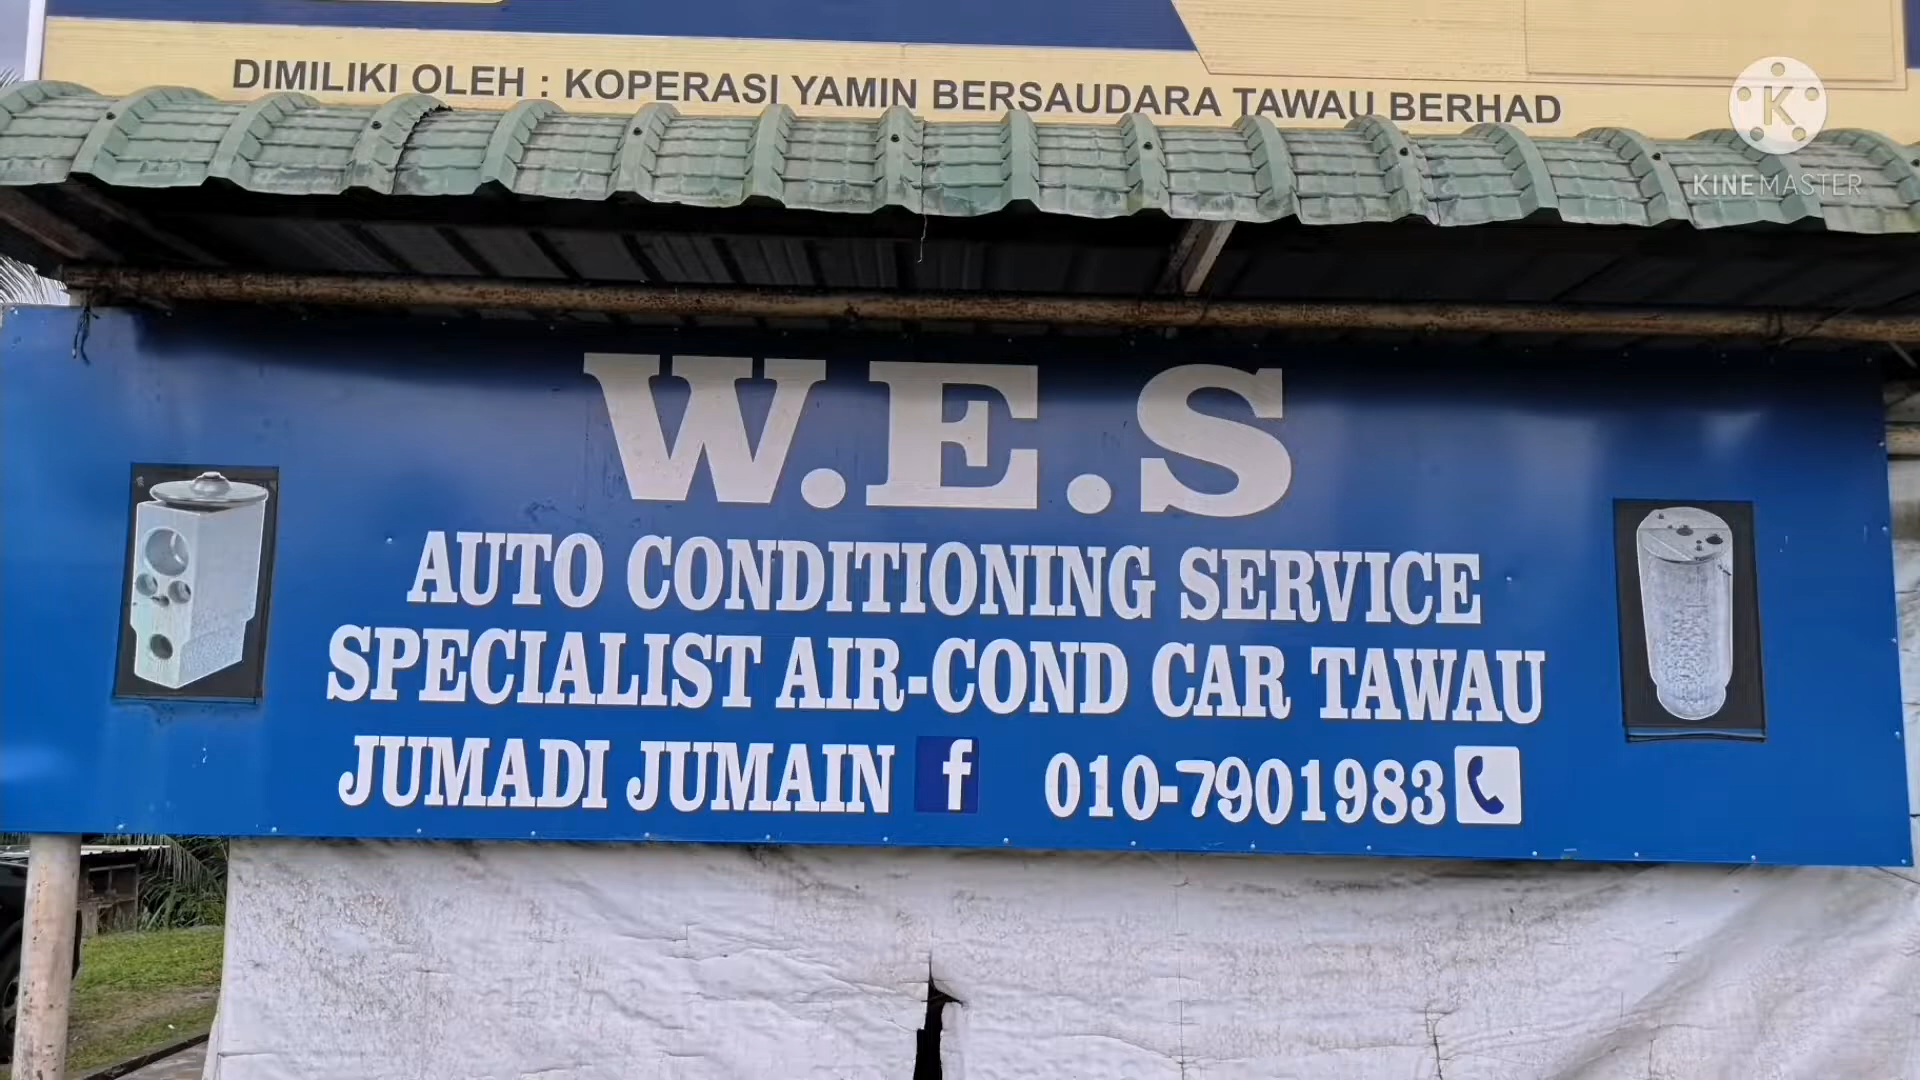 DIMILIKI OLEH : KOPERASI YAMIN BERSAUDARA TAWAU BERHAD
K
KINEMASTER
W.E.S
AUTO CONDITIONING SERVICE
SPECIALIST AIR-COND CAR TAWAU
JUMADI JUMAIN f 010-7901983